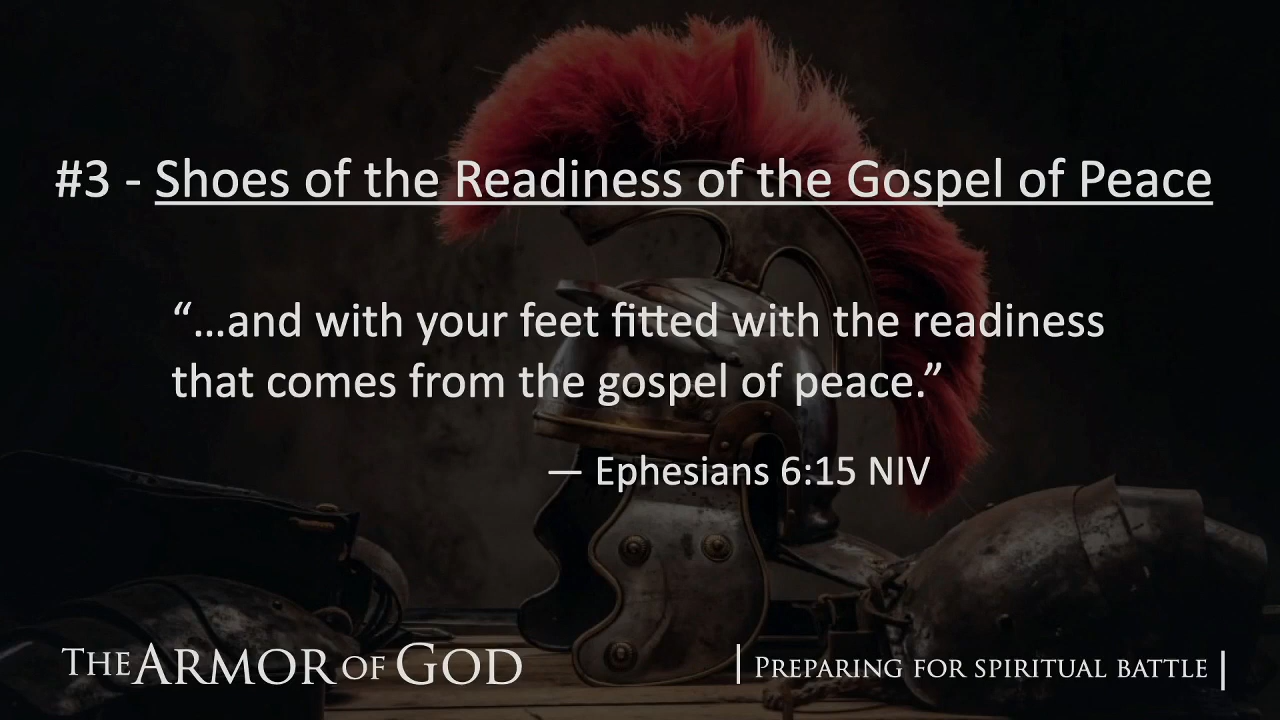 #3 - Shoes of the Readiness of the Gospel of Peace
“…and with your feet fitted with the readiness
that comes from the gospel of peace.”
— Ephesians 6:15 NIV
THE ARMOR OF GOD
| PREPARING FOR SPIRITUAL BATTLE |